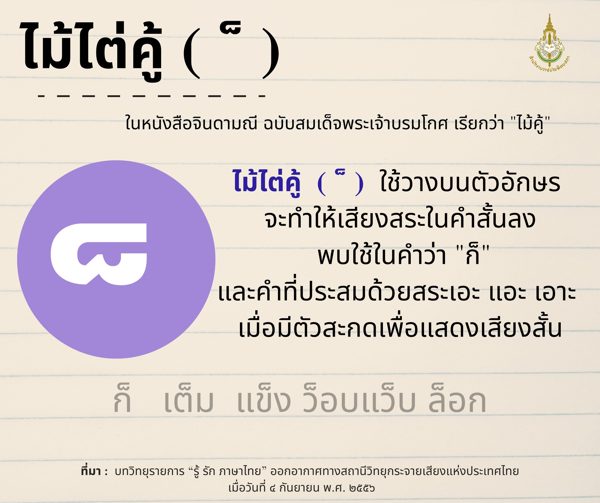 ไม้ไต่คู้ ( ็ )
ในหนังสือจินดามณี ฉบับสมเด็จพระเจ้าบรมโกศ เรียกว่า "ไม้คู้"
ไม้ไต่คู้ ( ็ ) ใช้วางบนตัวอักษร
จะทำให้เสียงสระในคำสั้นลง
พบใช้ในคำว่า "ก็"
และคำที่ประสมด้วยสระเอะ แอะ เอาะ
เมื่อมีตัวสะกดเพื่อแสดงเสียงสั้น
็
ก็ เต็ม แข็ง ว็อบแว็บ ล็อก
ที่มา : บทวิทยุรายการ “รู้ รัก ภาษาไทย” ออกอากาศทางสถานีวิทยุกระจายเสียงแห่งประเทศไทย
เมื่อวันที่ ๔ กันยายน พ.ศ. ๒๕๕๖